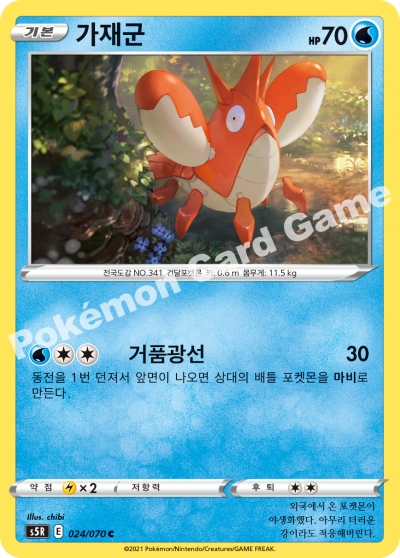 기본 가재군 HP 70
전국도감 NO.341 건달포켓몬 키: 0.6 m 몸무게: 11.5 kg
Pokémon Card Game
거품광선 30
동전을 1번 던져서 앞면이 나오면 상대의 배틀 포켓몬을 마비로
만든다.
약점 ×2 저항력 후퇴
Illus. chibi
외국에서 온 포켓몬이
야생화했다. 아무리 더러운
강이라도 적응해버린다.
s5R E 024/070 C
©2021 Pokémon/Nintendo/Creatures/GAME FREAK.